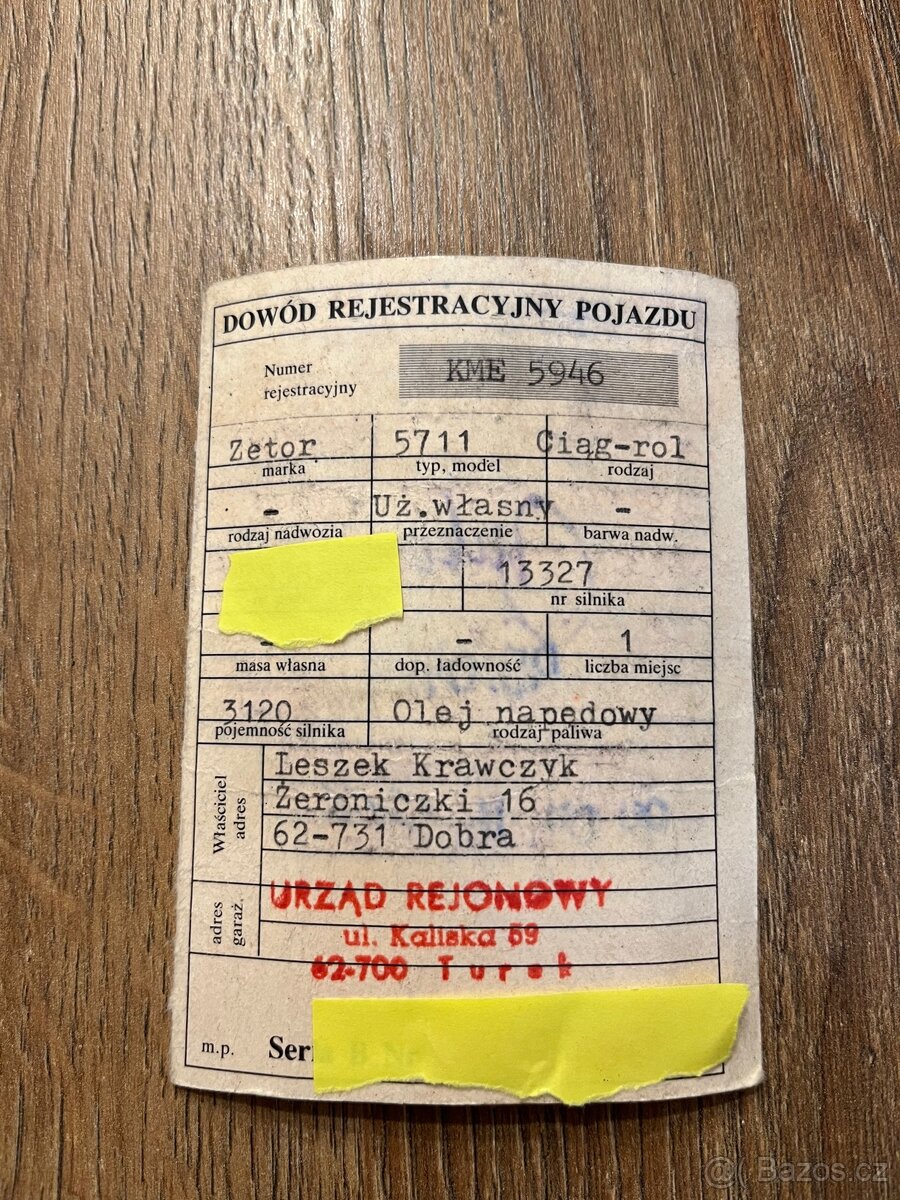 DOWÓD REJESTRACYJNY POJAZDU
Numer
rejestracyjny
KME 5946
Zetor 5711 Ciąg-rol
marka typ, model rodzaj
- Uż.własny -
rodzaj nadwozia przeznaczenie barwa nadw.
13327
nr silnika
- - 1
masa własna dop. ładowność liczba miejsc
3120 Olej napędowy
pojemność silnika rodzaj paliwa
Właściciel
adres
Leszek Krawczyk
Żeroniczki 16
62-731 Dobra
adres
garaż.
URZĄD REJONOWY
ul. Kaliska 59
62-700 Turek
m.p. Seria B Nr
@ Bazos.cz